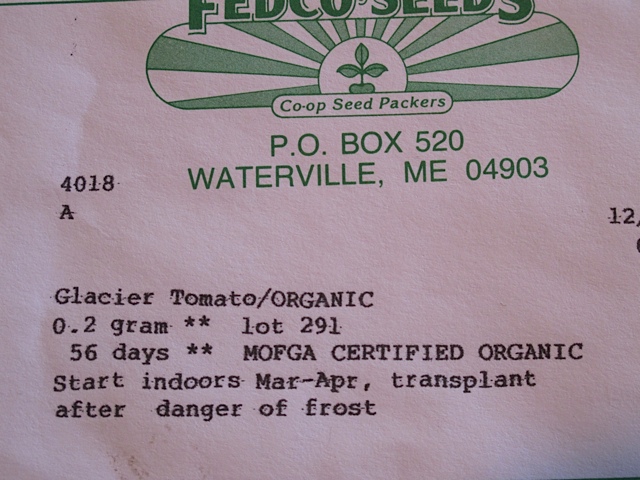 FEDCO SEEDS
Co-op Seed Packers
P.O. BOX 520
WATERVILLE, ME 04903
4018
A
12/
Glacier Tomato/ORGANIC
0.2 gram ** lot 291
56 days ** MOFGA CERTIFIED ORGANIC
Start indoors Mar-Apr, transplant
after danger of frost